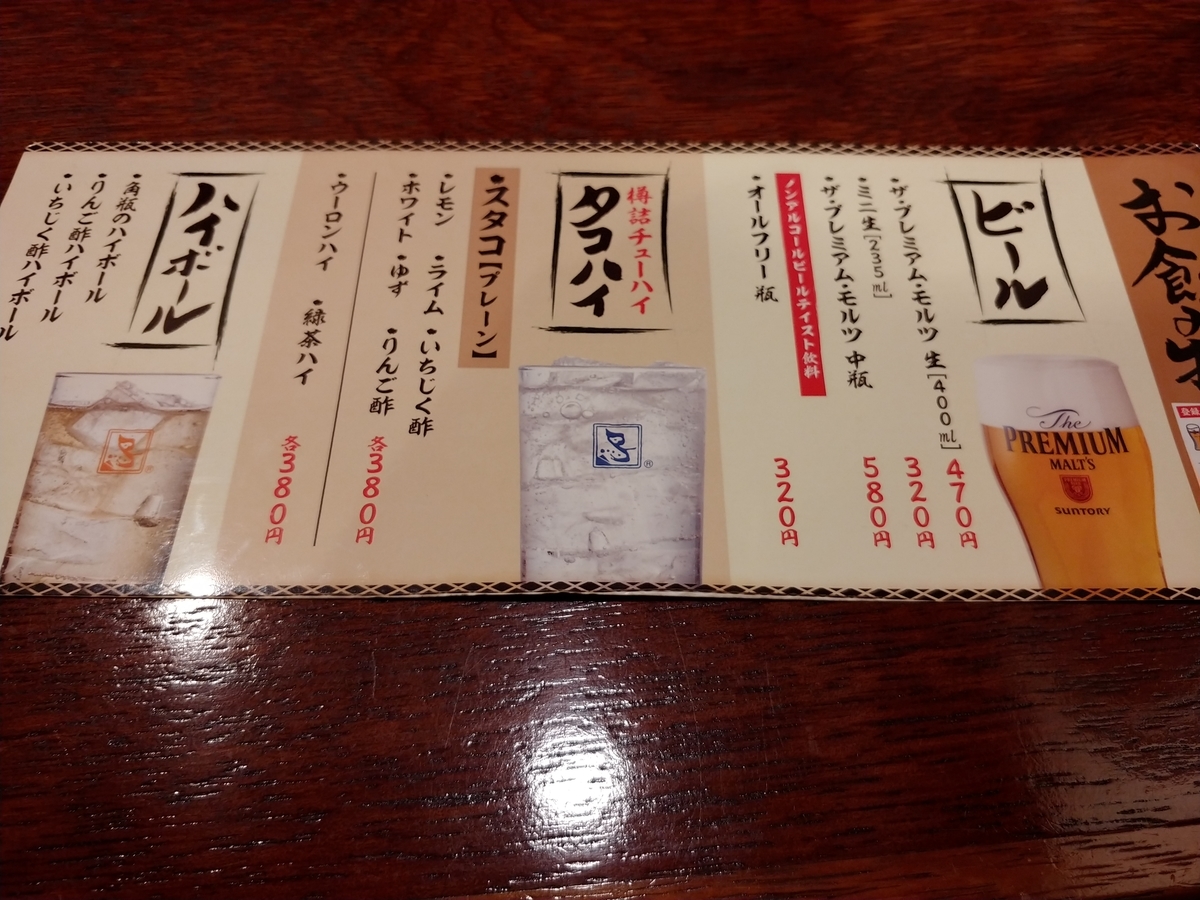 お食
ビール
・ザ・プレミアム・モルツ 生[400ml] 470円
・ミニ生[235ml] 320円
・ザ・プレミアム・モルツ 中瓶 580円
ノンアルコールビールテイスト飲料
・オールフリー 瓶 320円
The
PREMIUM
MALT'S
SUNTORY
登録
樽詰チューハイ
タコハイ
・スタコ【プレーン】
・レモン ・ライム ・いちじく酢
・ホワイト ・ゆず ・りんご酢
各380円
・ウーロンハイ ・緑茶ハイ
各380円
ハイボール
・角瓶のハイボール
・りんご酢ハイボール
・いちじく酢ハイボール